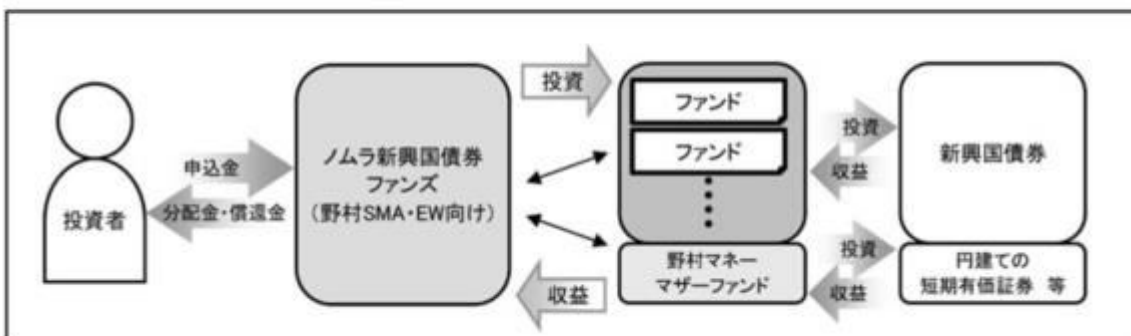 投資者
申込金
分配金・償還金
ノムラ新興国債券
ファンズ
(野村SMA・EW向け)
投資
収益
ファンド
ファンド
野村マネー
マザーファンド
投資
収益
投資
収益
新興国債券
円建ての
短期有価証券 等